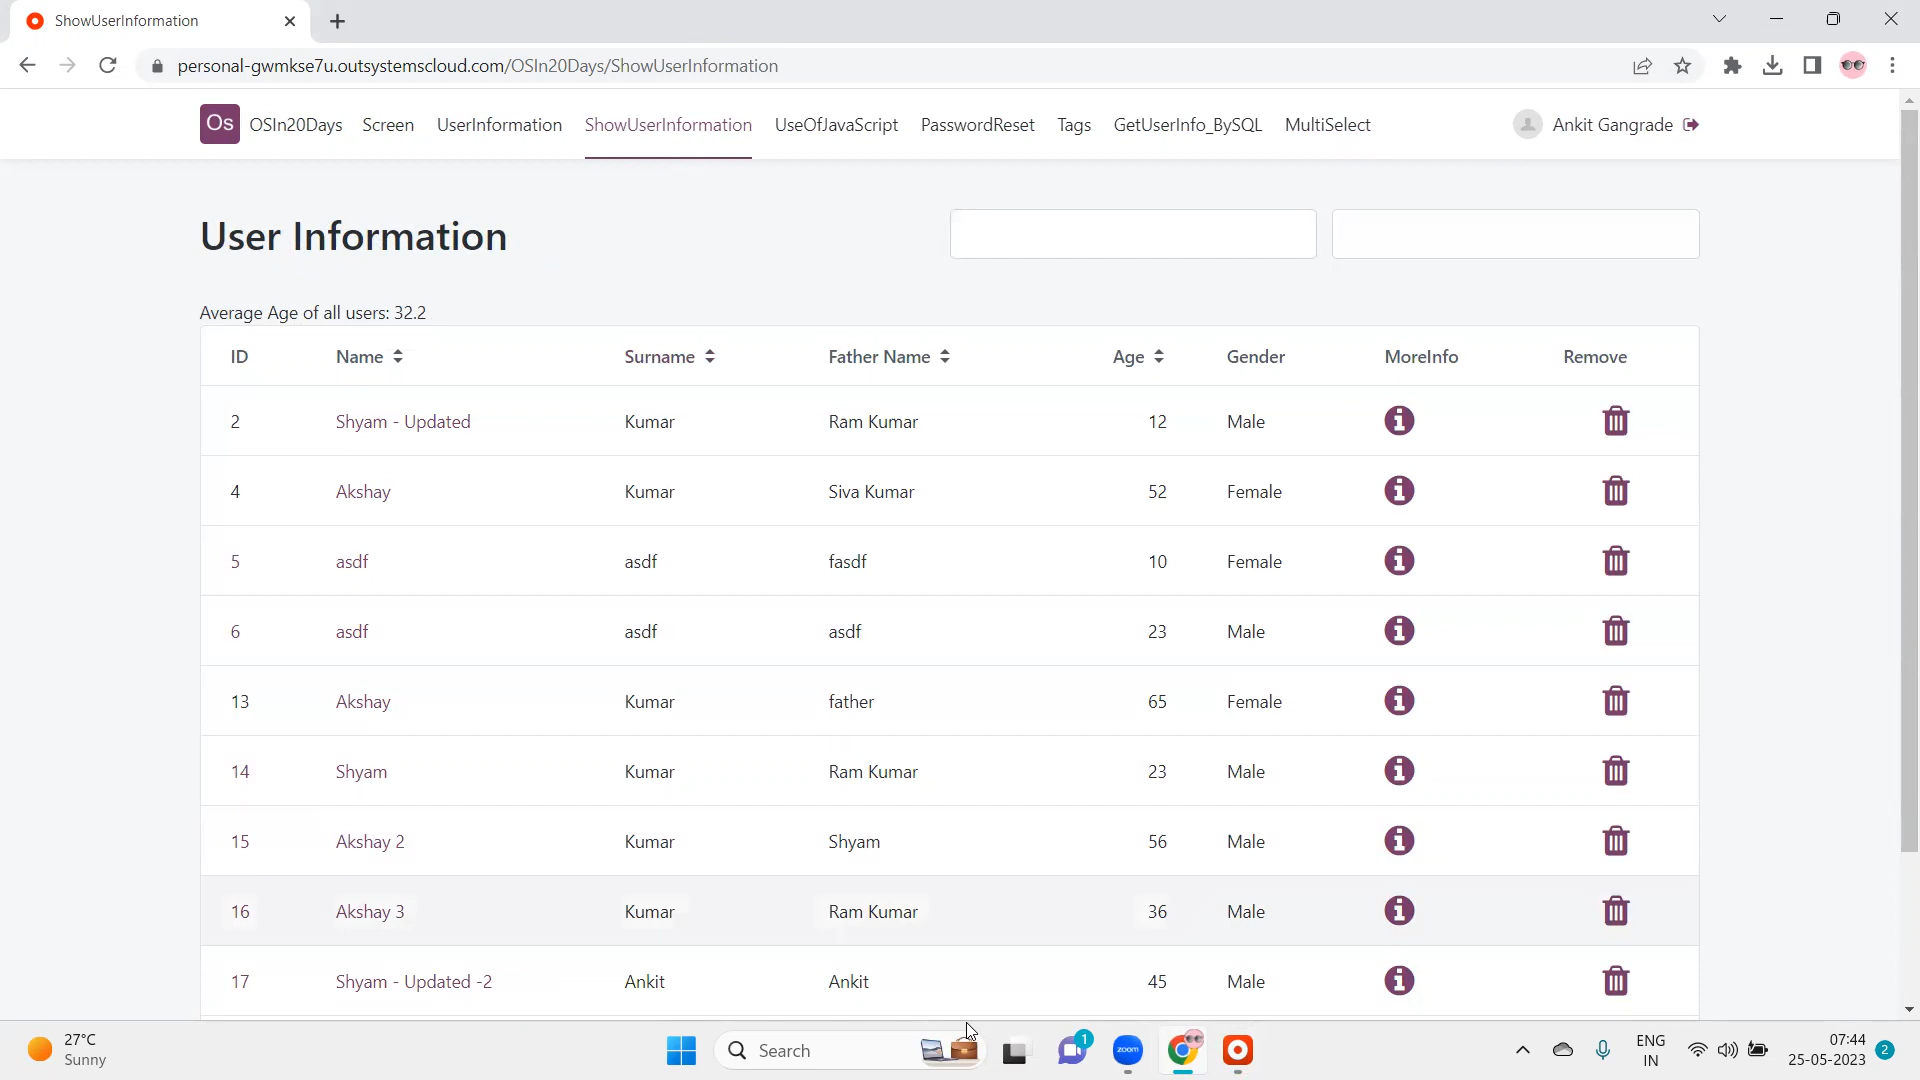 ShowUserInformation
personal-gwmkse7u.outsystemscloud.com/OSIn20Days/ShowUserInformation
Os OSIn20Days Screen UserInformation ShowUserInformation UseOfJavaScript PasswordReset Tags GetUserInfo_BySQL MultiSelect Ankit Gangrade
User Information
Average Age of all users: 32.2
ID Name Surname Father Name Age Gender MoreInfo Remove
2 Shyam - Updated Kumar Ram Kumar 12 Male
4 Akshay Kumar Siva Kumar 52 Female
5 asdf asdf fasdf 10 Female
6 asdf asdf asdf 23 Male
13 Akshay Kumar father 65 Female
14 Shyam Kumar Ram Kumar 23 Male
15 Akshay 2 Kumar Shyam 56 Male
16 Akshay 3 Kumar Ram Kumar 36 Male
17 Shyam - Updated -2 Ankit Ankit 45 Male
27°C
Sunny
Search
1
zoom
ENG
IN
07:44
25-05-2023
2